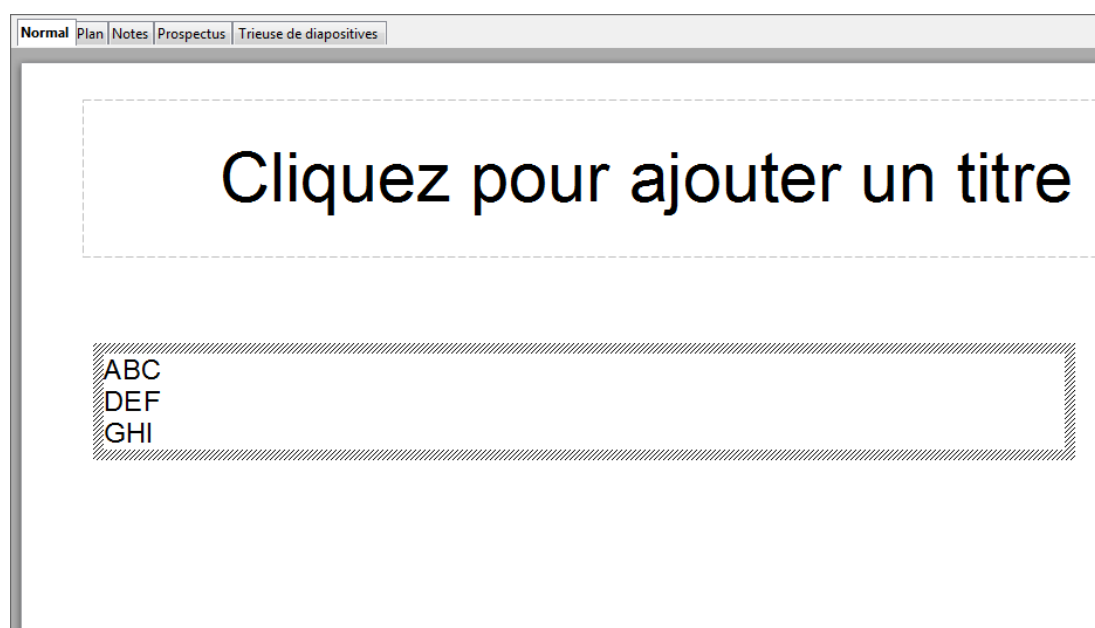 Normal Plan Notes Prospectus Trieuse de diapositives
Cliquez pour ajouter un titre
ABC
DEF
GHI